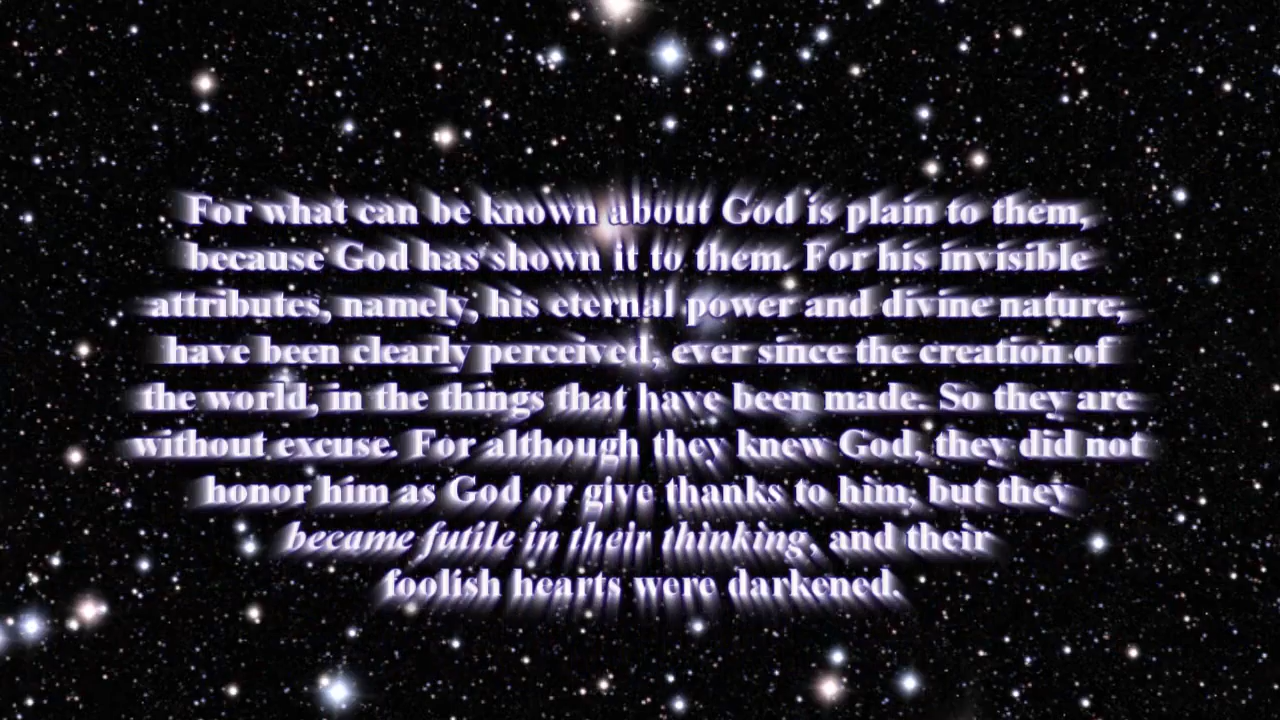 For what can be known about God is plain to them,
because God has shown it to them. For his invisible
attributes, namely, his eternal power and divine nature,
have been clearly perceived, ever since the creation of
the world, in the things that have been made. So they are
without excuse. For although they knew God, they did not
honor him as God or give thanks to him, but they
became futile in their thinking, and their
foolish hearts were darkened.